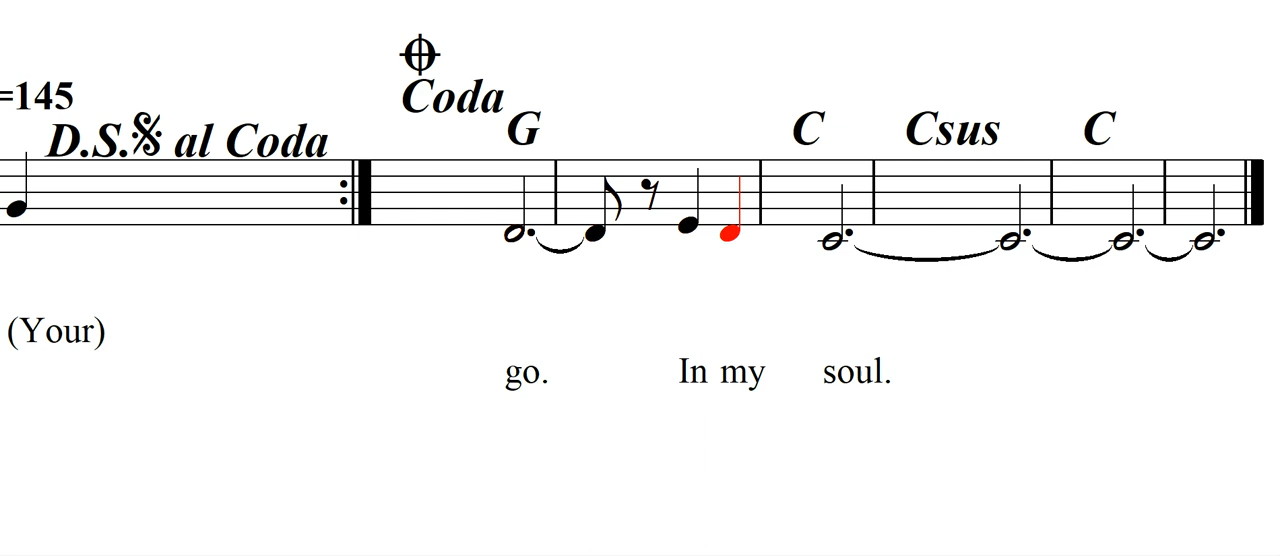 =145
D.S. al Coda
Coda
G C Csus C
(Your)
go. In my soul.